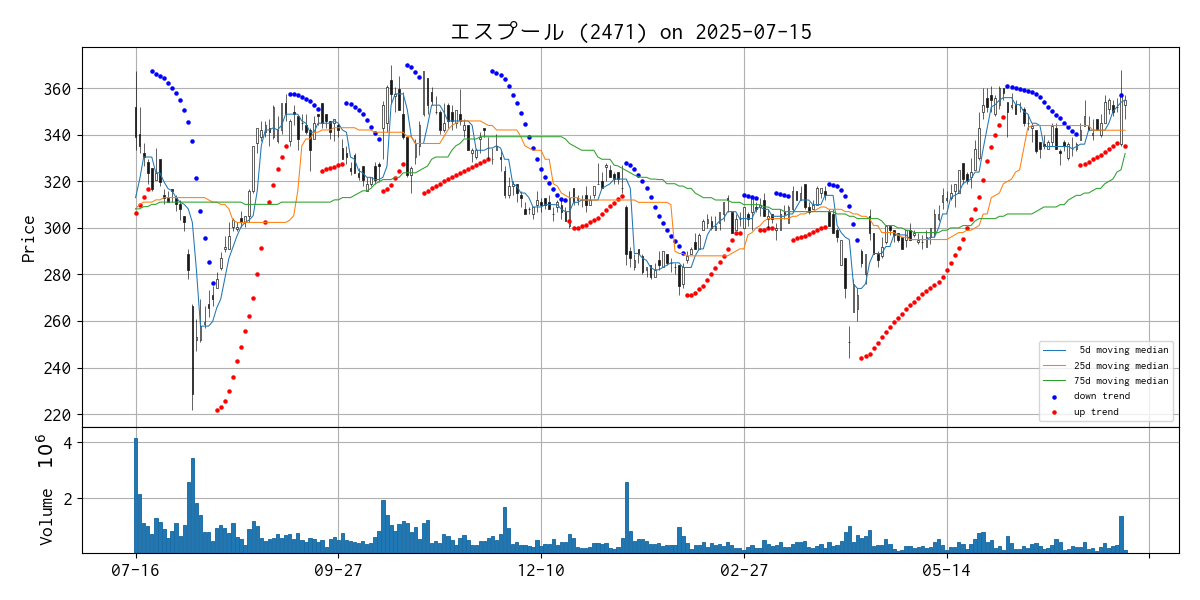 エスプール (2471) on 2025-07-15
Price
360
340
320
300
280
260
240
220
5d moving median
25d moving median
75d moving median
down trend
up trend
Volume 10^6
4
2
07-16 09-27 12-10 02-27 05-14